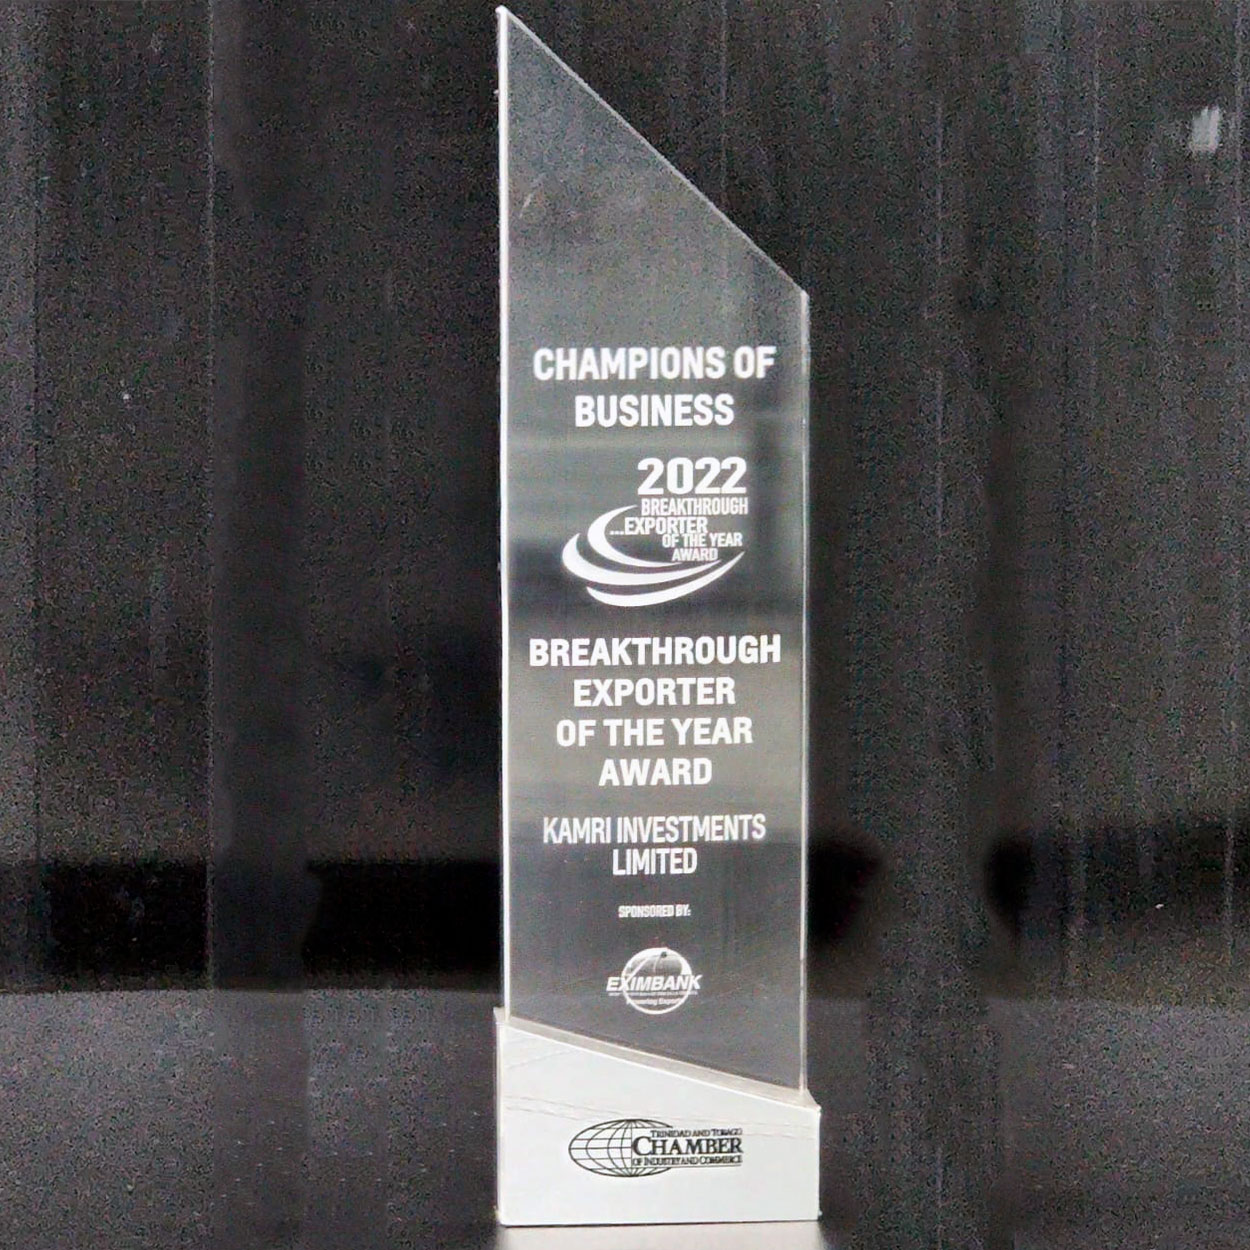 CHAMPIONS OF
BUSINESS
2022
BREAKTHROUGH
...EXPORTER
OF THE YEAR
AWARD
BREAKTHROUGH
EXPORTER
OF THE YEAR
AWARD
KAMRI INVESTMENTS
LIMITED
SPONSORED BY:
EXIMBANK
TRINIDAD AND TOBAGO
CHAMBER
OF INDUSTRY AND COMMERCE